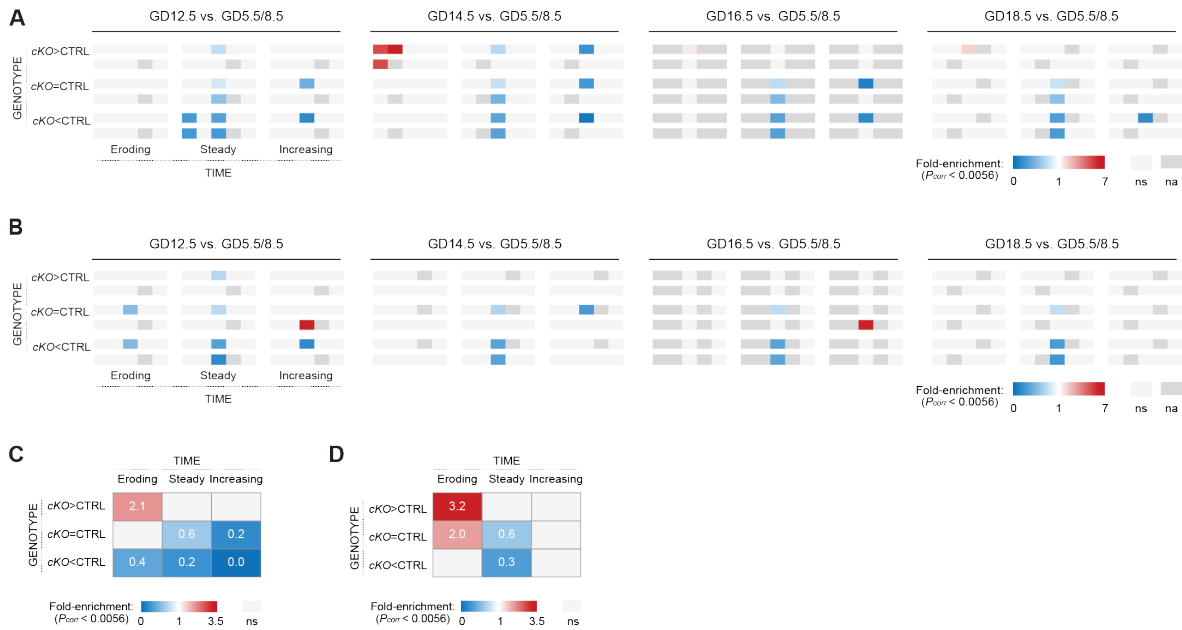 A
GD12.5 vs. GD5.5/8.5
GD14.5 vs. GD5.5/8.5
GD16.5 vs. GD5.5/8.5
GD18.5 vs. GD5.5/8.5
GENOTYPE
cKO>CTRL
cKO=CTRL
cKO<CTRL
Eroding Steady Increasing
TIME
Fold-enrichment:
(Pcorr < 0.0056)
0 1 7 ns na
B
GD12.5 vs. GD5.5/8.5
GD14.5 vs. GD5.5/8.5
GD16.5 vs. GD5.5/8.5
GD18.5 vs. GD5.5/8.5
GENOTYPE
cKO>CTRL
cKO=CTRL
cKO<CTRL
Eroding Steady Increasing
TIME
Fold-enrichment:
(Pcorr < 0.0056)
0 1 7 ns na
C
TIME
Eroding Steady Increasing
GENOTYPE
cKO>CTRL 2.1
cKO=CTRL 0.6 0.2
cKO<CTRL 0.4 0.2 0.0
Fold-enrichment:
(Pcorr < 0.0056)
0 1 3.5 ns
D
TIME
Eroding Steady Increasing
GENOTYPE
cKO>CTRL 3.2
cKO=CTRL 2.0 0.6
cKO<CTRL 0.3
Fold-enrichment:
(Pcorr < 0.0056)
0 1 3.5 ns